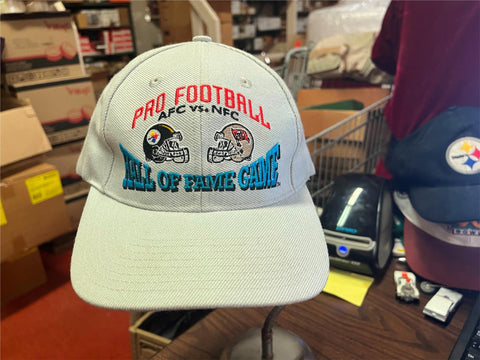 PRO FOOTBALL
AFC VS. NFC
HALL OF FAME GAME